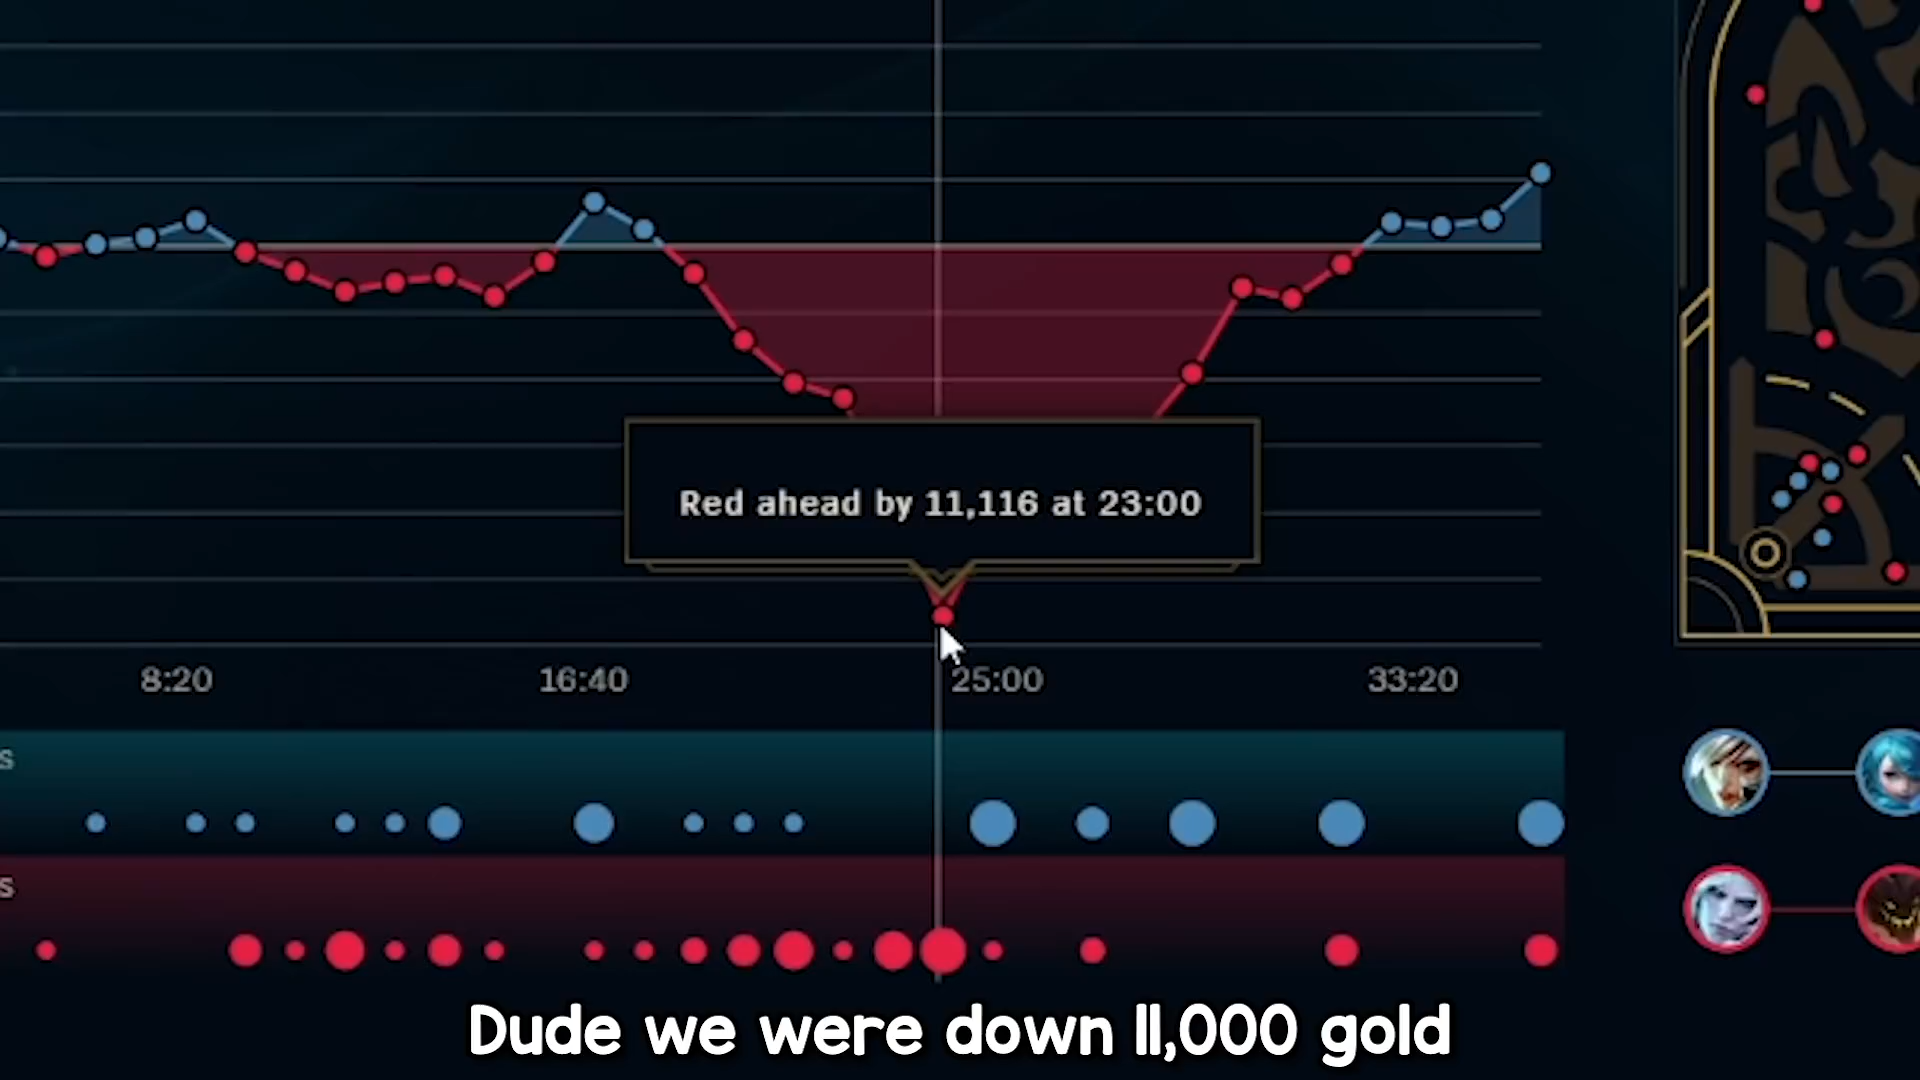 Red ahead by 11,116 at 23:00
8:20 16:40 25:00 33:20
s
s
Dude we were down 11,000 gold